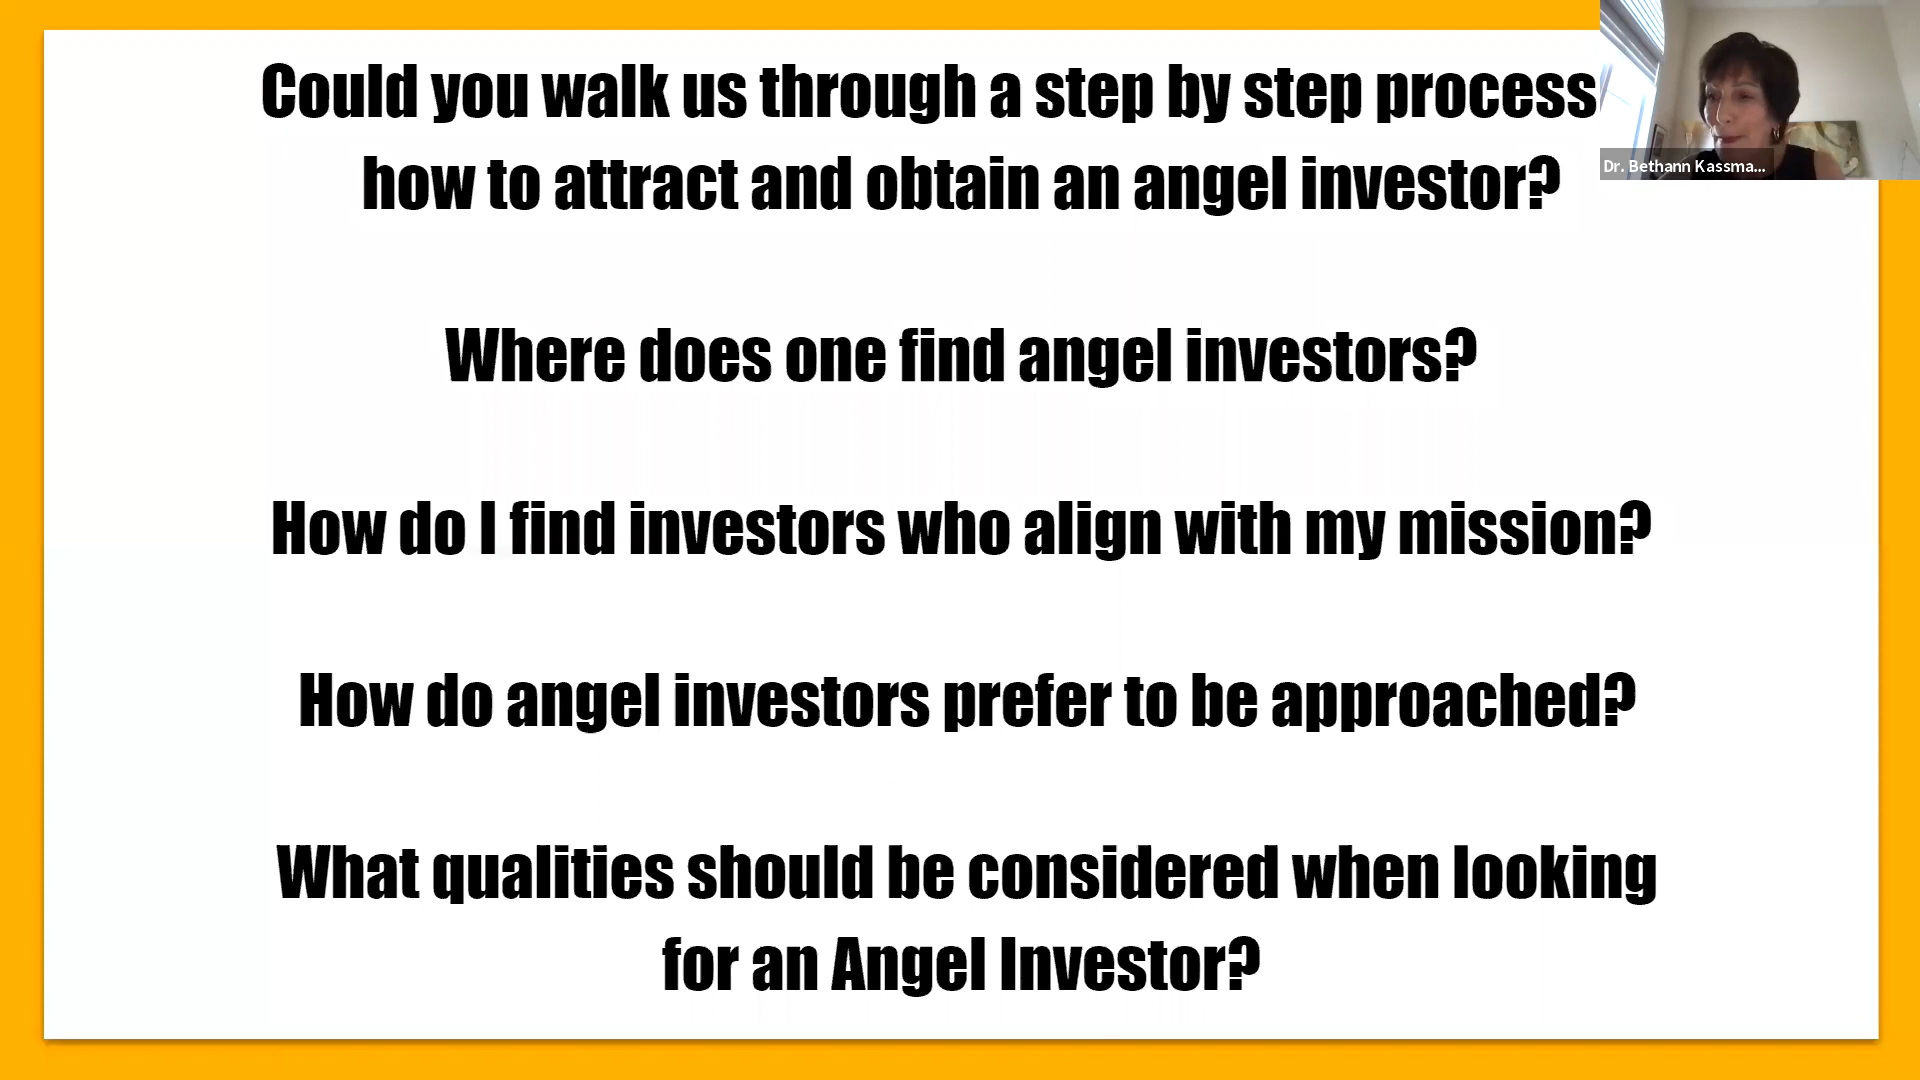 Could you walk us through a step by step process
how to attract and obtain an angel investor?
Where does one find angel investors?
How do I find investors who align with my mission?
How do angel investors prefer to be approached?
What qualities should be considered when looking
for an Angel Investor?
Dr. Bethann Kassma...